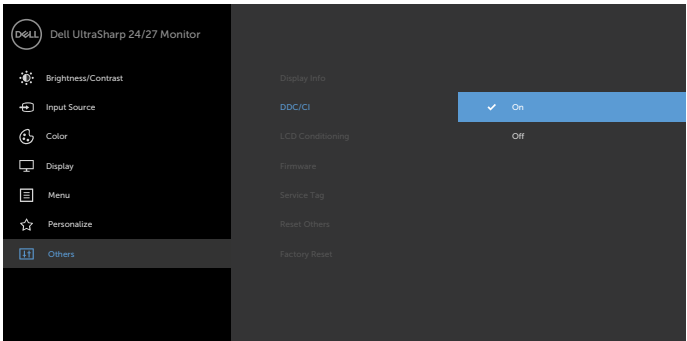 DELL
Dell UltraSharp 24/27 Monitor
Brightness/Contrast
Input Source
Color
Display
Menu
Personalize
Others
Display Info
DDC/CI
LCD Conditioning
Firmware
Service Tag
Reset Others
Factory Reset
On
Off